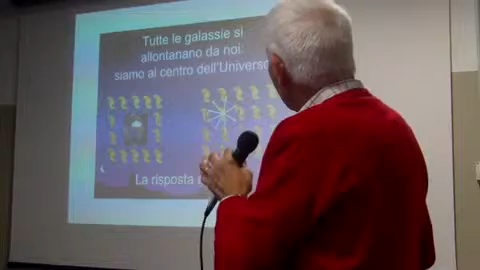 Tutte le galassie si
allontanano da noi:
siamo al centro dell'Universo
La risposta